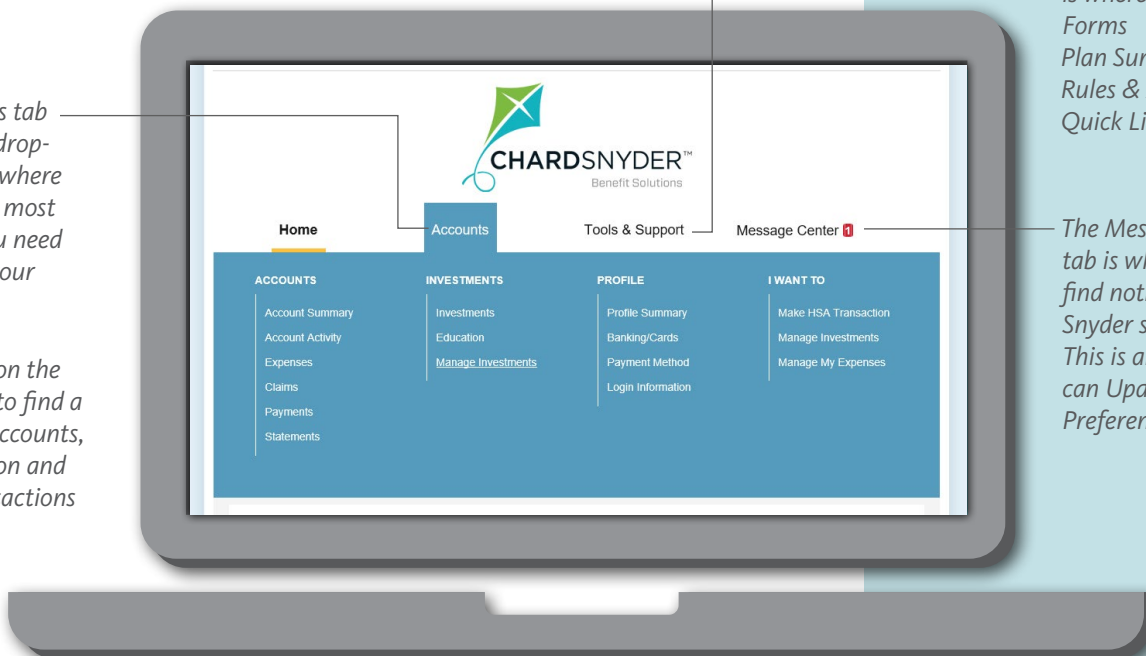 s tab
drop-
where
most
u need
our
on the
to find a
accounts,
on and
actions
CHARDSNYDER™
Benefit Solutions
Home Accounts Tools & Support Message Center 1
ACCOUNTS
Account Summary
Account Activity
Expenses
Claims
Payments
Statements
INVESTMENTS
Investments
Education
Manage Investments
PROFILE
Profile Summary
Banking/Cards
Payment Method
Login Information
I WANT TO
Make HSA Transaction
Manage Investments
Manage My Expenses
is where
Forms
Plan Sur
Rules &
Quick Li
The Mes
tab is wh
find not
Snyder s
This is a
can Upd
Preferen